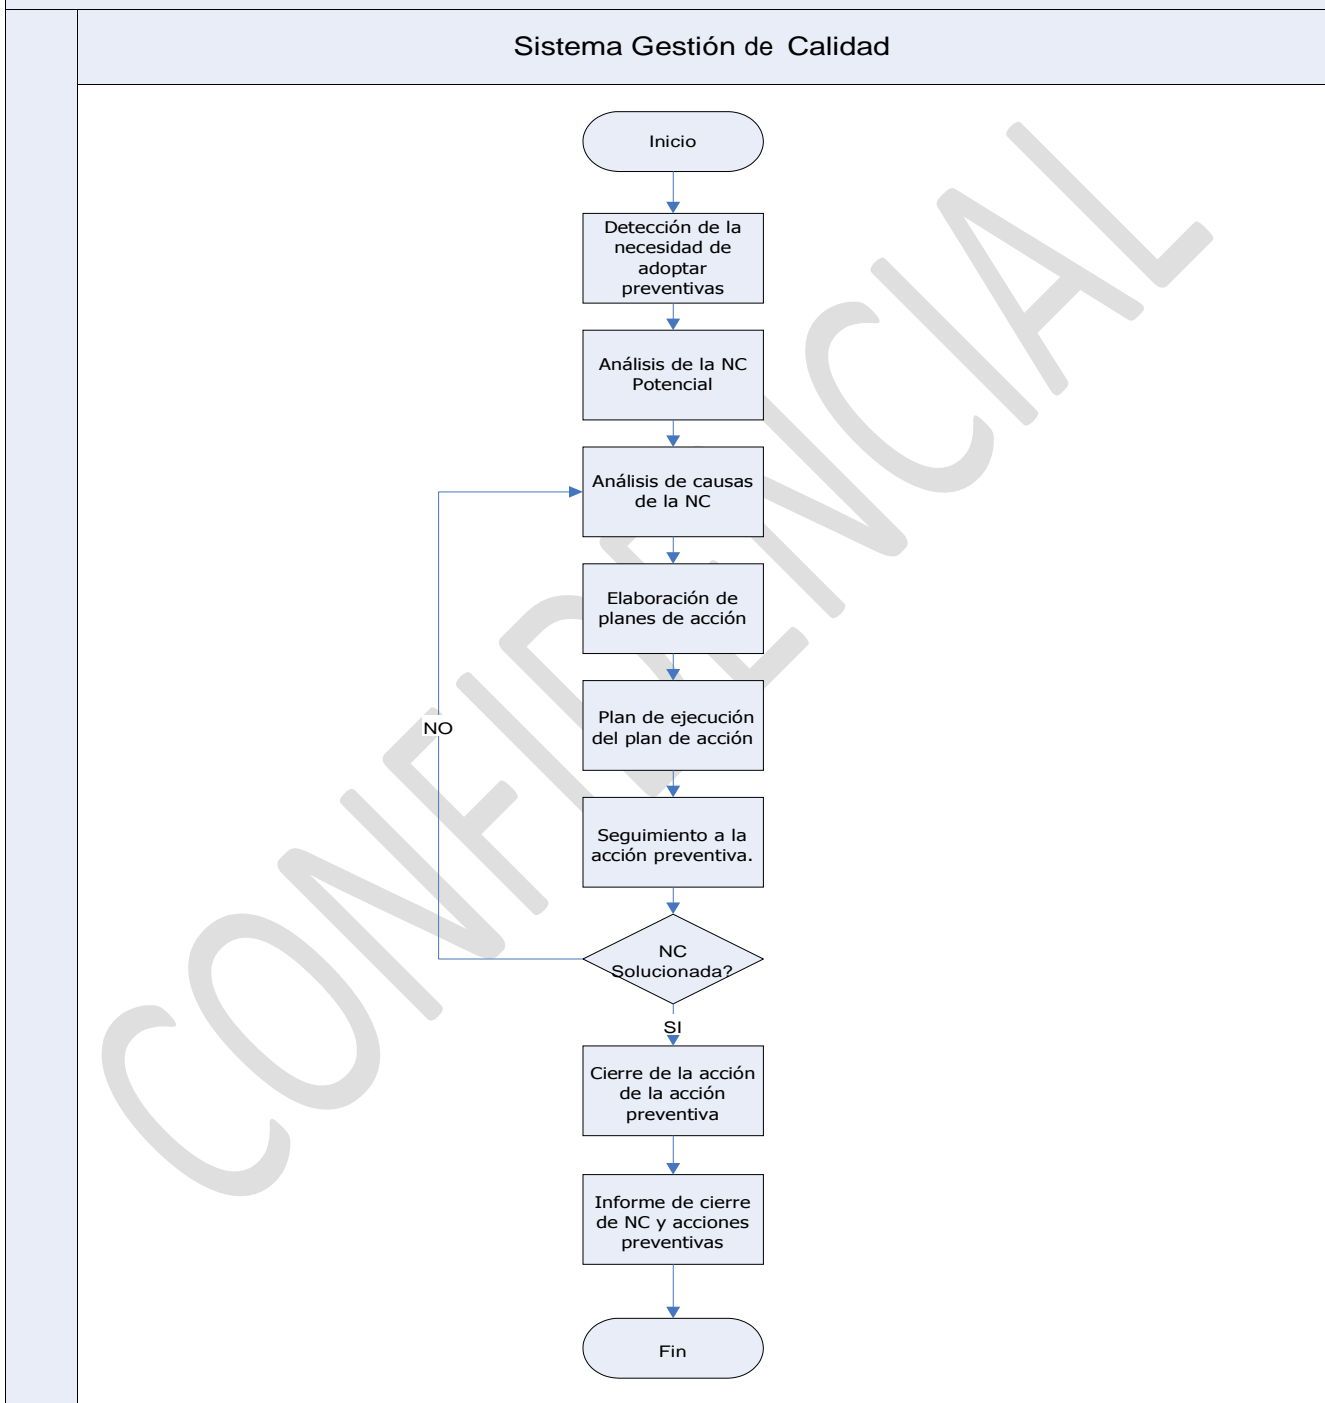 Sistema Gestión de Calidad
Inicio
Detección de la
necesidad de
adoptar
preventivas
Análisis de la NC
Potencial
Análisis de causas
de la NC
Elaboración de
planes de acción
Plan de ejecución
del plan de acción
NO
Seguimiento a la
acción preventiva.
NC
Solucionada?
SI
Cierre de la acción
de la acción
preventiva
Informe de cierre
de NC y acciones
preventivas
Fin
CONFIDENCIAL